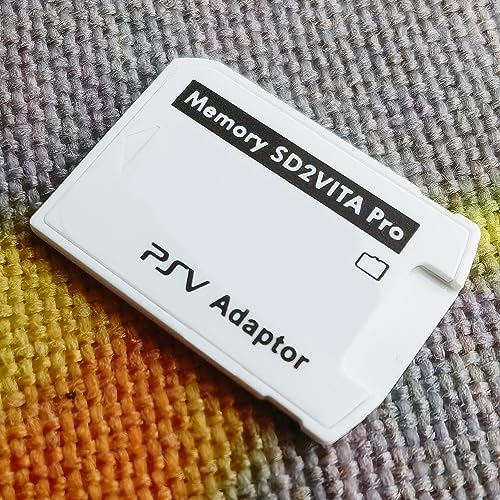 Memory SD2VITA Pro
PSV Adaptor